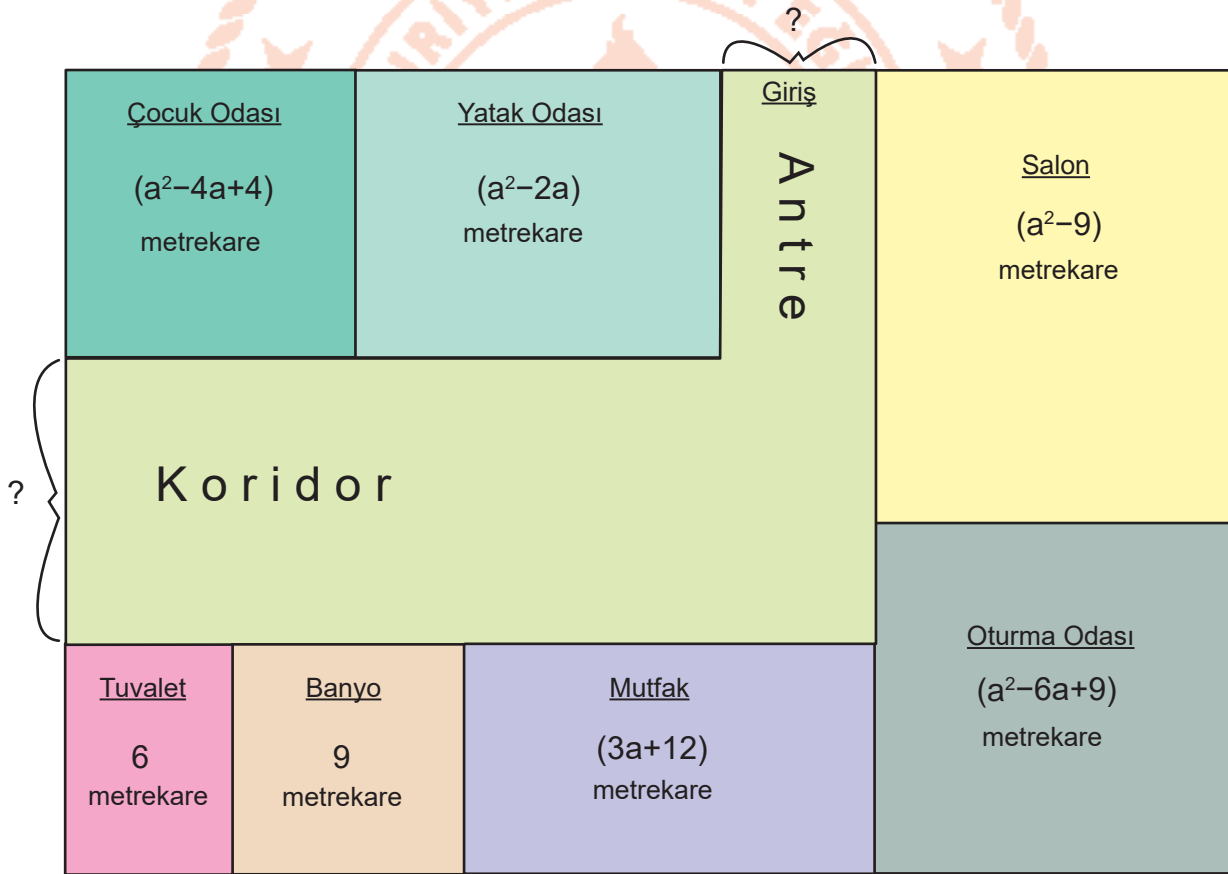 ?
Çocuk Odası
(a²−4a+4)
metrekare
Yatak Odası
(a²−2a)
metrekare
Giriş
Antre
Salon
(a²−9)
metrekare
?
Koridor
Tuvalet
6
metrekare
Banyo
9
metrekare
Mutfak
(3a+12)
metrekare
Oturma Odası
(a²−6a+9)
metrekare